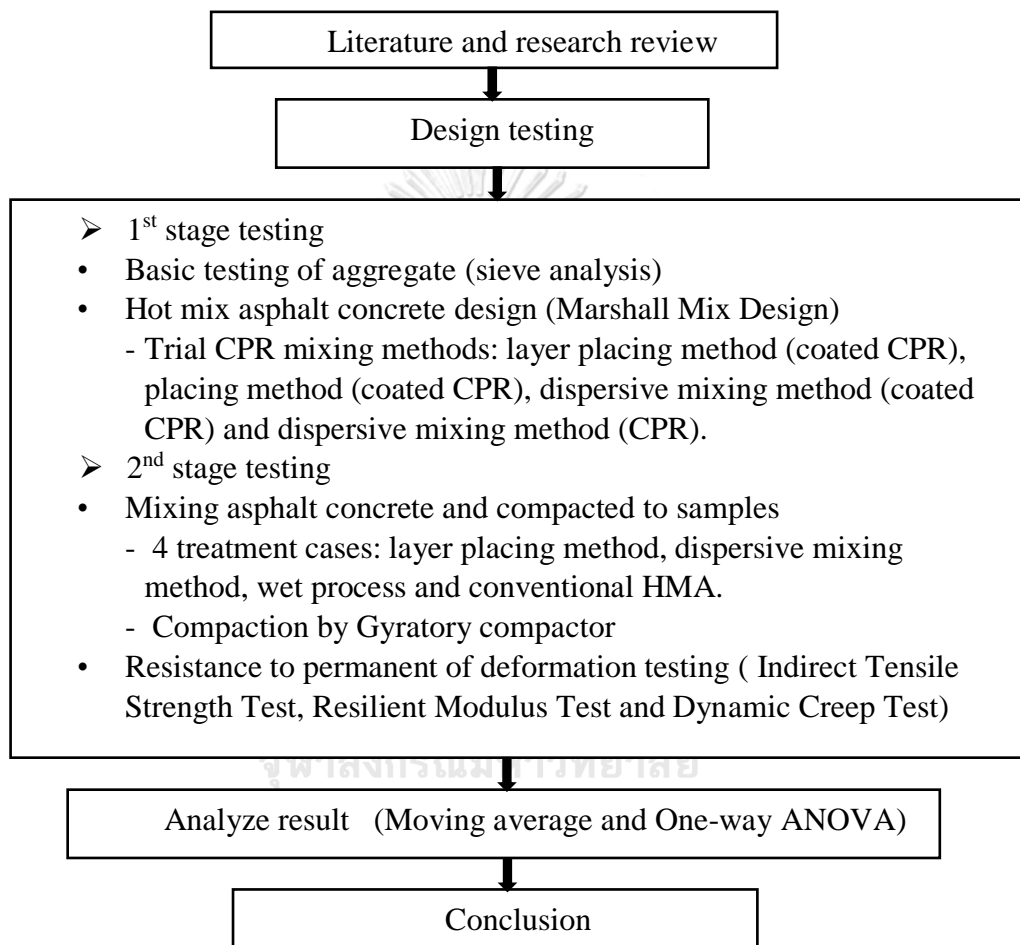 Literature and research review
Design testing
➢ 1st stage testing
• Basic testing of aggregate (sieve analysis)
• Hot mix asphalt concrete design (Marshall Mix Design)
- Trial CPR mixing methods: layer placing method (coated CPR),
placing method (coated CPR), dispersive mixing method (coated
CPR) and dispersive mixing method (CPR).
➢ 2nd stage testing
• Mixing asphalt concrete and compacted to samples
- 4 treatment cases: layer placing method, dispersive mixing
method, wet process and conventional HMA.
- Compaction by Gyratory compactor
• Resistance to permanent of deformation testing ( Indirect Tensile
Strength Test, Resilient Modulus Test and Dynamic Creep Test)
Analyze result (Moving average and One-way ANOVA)
Conclusion